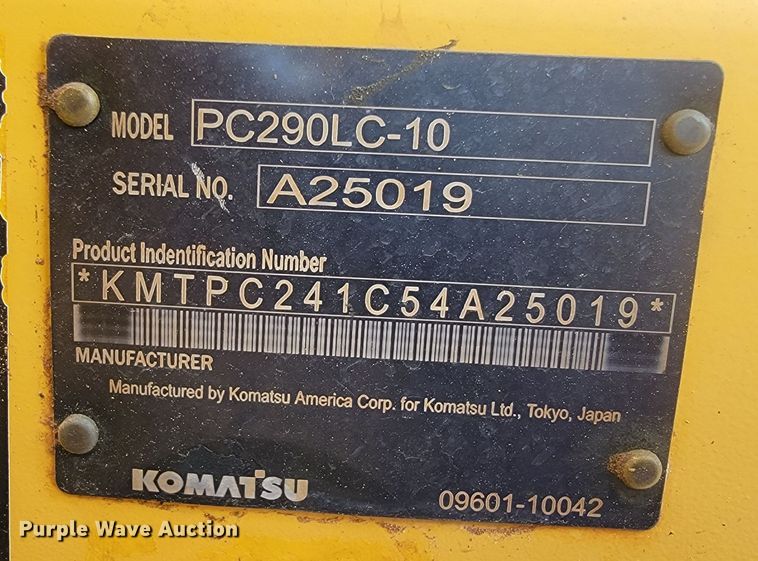 MODEL PC290LC-10
SERIAL NO. A25019
Product Indentification Number
*KMTPC241C54A25019*
MANUFACTURER
Manufactured by Komatsu America Corp. for Komatsu Ltd., Tokyo, Japan
KOMATSU
09601-10042
Purple Wave Auction